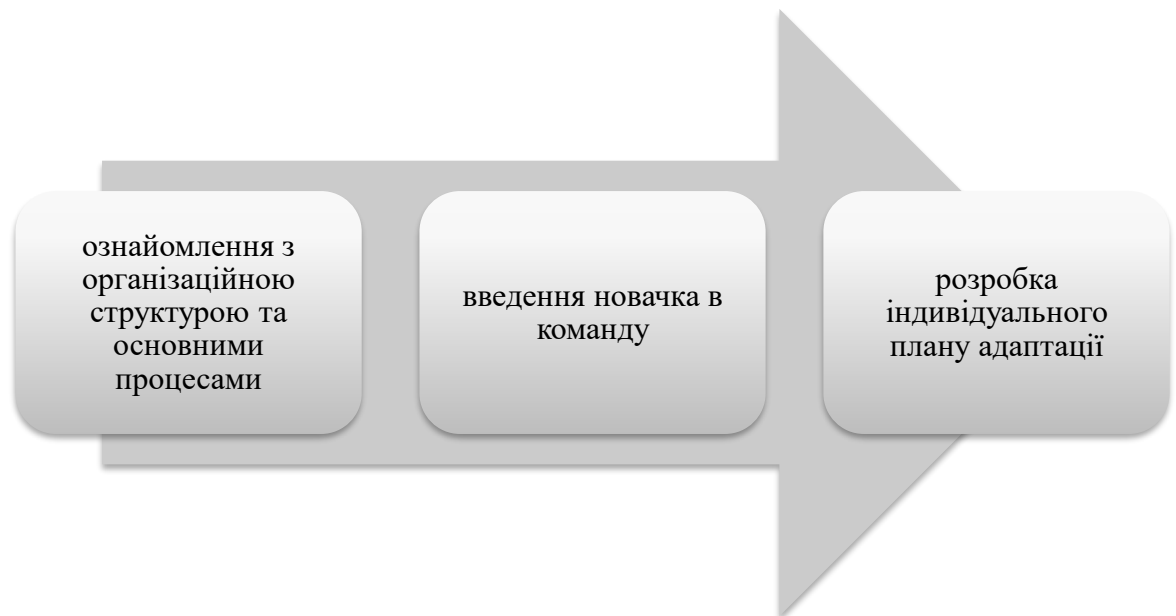 ознайомлення з
організаційною
структурою та
основними
процесами
введення новачка в
команду
розробка
індивідуального
плану адаптації